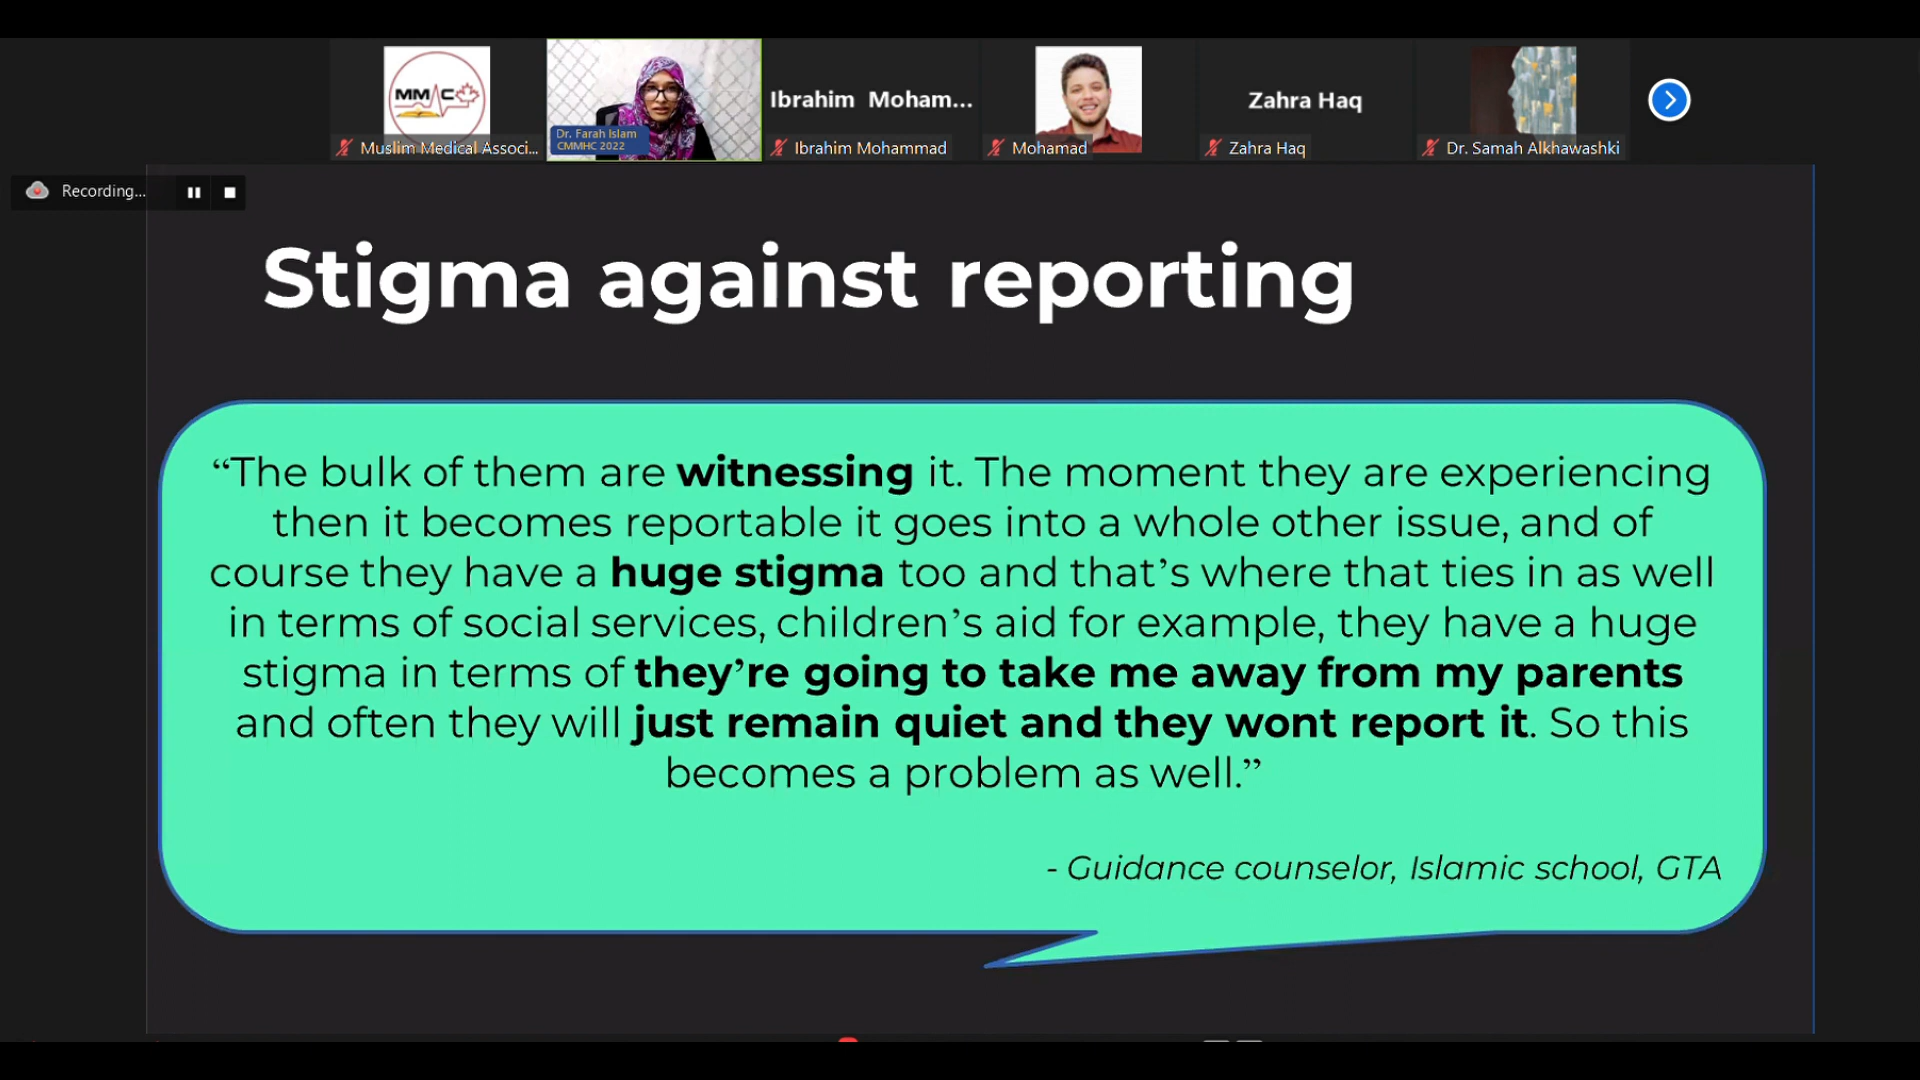 MMAC
Muslim Medical Associ...
Dr. Farah Islam
CMMHC 2022
Ibrahim Moham...
Ibrahim Mohammad
Mohamad
Zahra Haq
Zahra Haq
Dr. Samah Alkhawashki
Recording...
Stigma against reporting
“The bulk of them are witnessing it. The moment they are experiencing
then it becomes reportable it goes into a whole other issue, and of
course they have a huge stigma too and that’s where that ties in as well
in terms of social services, children’s aid for example, they have a huge
stigma in terms of they’re going to take me away from my parents
and often they will just remain quiet and they wont report it. So this
becomes a problem as well.”
- Guidance counselor, Islamic school, GTA